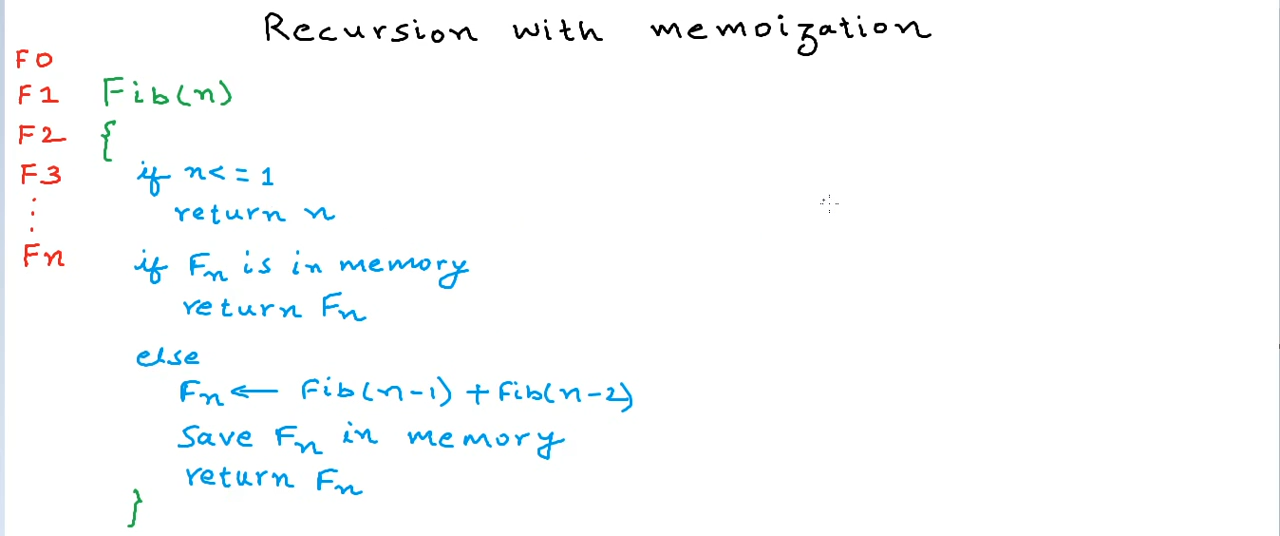 Recursion with memoization
F0
F1 Fib(n)
F2 {
F3 if n<=1
⋮ return n
Fn if Fn is in memory
return Fn
else
Fn ← Fib(n-1) + Fib(n-2)
Save Fn in memory
return Fn
}